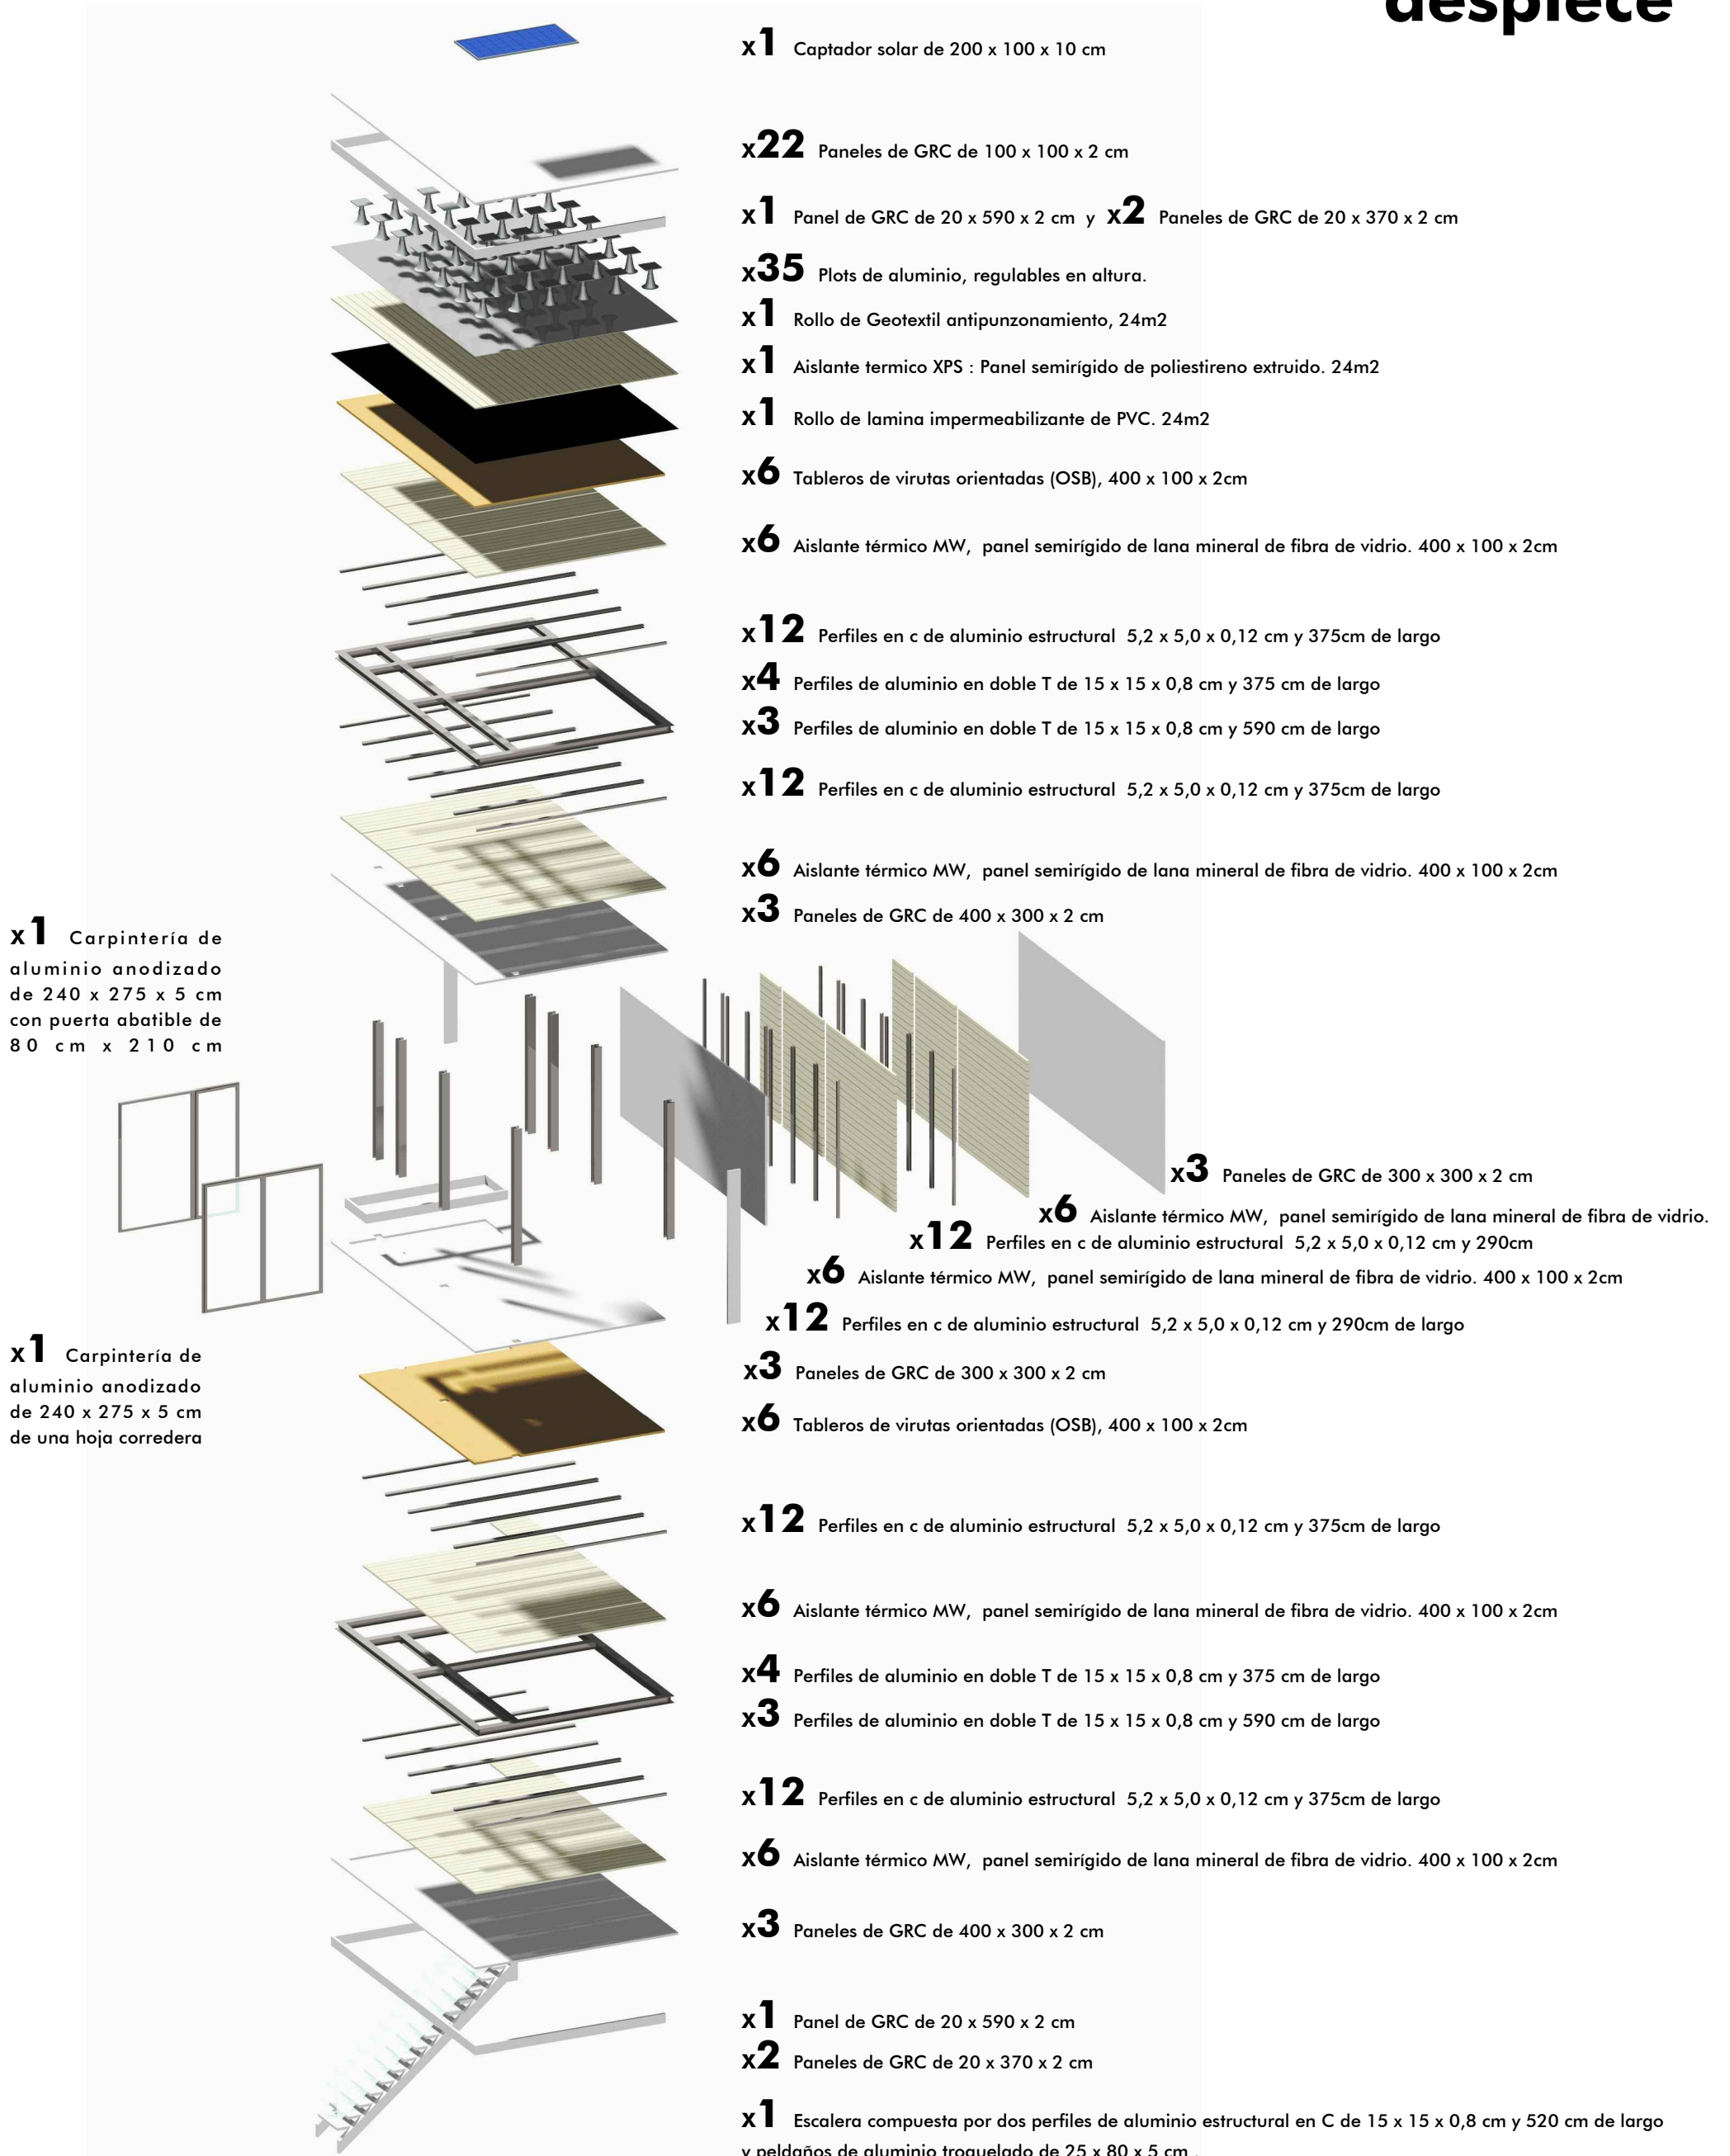 despiece
x1 Captador solar de 200 x 100 x 10 cm
x22 Paneles de GRC de 100 x 100 x 2 cm
x1 Panel de GRC de 20 x 590 x 2 cm y x2 Paneles de GRC de 20 x 370 x 2 cm
x35 Plots de aluminio, regulables en altura.
x1 Rollo de Geotextil antipunzonamiento, 24m2
x1 Aislante termico XPS : Panel semirígido de poliestireno extruido. 24m2
x1 Rollo de lamina impermeabilizante de PVC. 24m2
x6 Tableros de virutas orientadas (OSB), 400 x 100 x 2cm
x6 Aislante térmico MW, panel semirígido de lana mineral de fibra de vidrio. 400 x 100 x 2cm
x12 Perfiles en c de aluminio estructural 5,2 x 5,0 x 0,12 cm y 375cm de largo
x4 Perfiles de aluminio en doble T de 15 x 15 x 0,8 cm y 375 cm de largo
x3 Perfiles de aluminio en doble T de 15 x 15 x 0,8 cm y 590 cm de largo
x12 Perfiles en c de aluminio estructural 5,2 x 5,0 x 0,12 cm y 375cm de largo
x6 Aislante térmico MW, panel semirígido de lana mineral de fibra de vidrio. 400 x 100 x 2cm
x3 Paneles de GRC de 400 x 300 x 2 cm
x1 Carpintería de
aluminio anodizado
de 240 x 275 x 5 cm
con puerta abatible de
80 cm x 210 cm
x3 Paneles de GRC de 300 x 300 x 2 cm
x6 Aislante térmico MW, panel semirígido de lana mineral de fibra de vidrio.
x12 Perfiles en c de aluminio estructural 5,2 x 5,0 x 0,12 cm y 290cm
x6 Aislante térmico MW, panel semirígido de lana mineral de fibra de vidrio. 400 x 100 x 2cm
x12 Perfiles en c de aluminio estructural 5,2 x 5,0 x 0,12 cm y 290cm de largo
x1 Carpintería de
aluminio anodizado
de 240 x 275 x 5 cm
de una hoja corredera
x3 Paneles de GRC de 300 x 300 x 2 cm
x6 Tableros de virutas orientadas (OSB), 400 x 100 x 2cm
x12 Perfiles en c de aluminio estructural 5,2 x 5,0 x 0,12 cm y 375cm de largo
x6 Aislante térmico MW, panel semirígido de lana mineral de fibra de vidrio. 400 x 100 x 2cm
x4 Perfiles de aluminio en doble T de 15 x 15 x 0,8 cm y 375 cm de largo
x3 Perfiles de aluminio en doble T de 15 x 15 x 0,8 cm y 590 cm de largo
x12 Perfiles en c de aluminio estructural 5,2 x 5,0 x 0,12 cm y 375cm de largo
x6 Aislante térmico MW, panel semirígido de lana mineral de fibra de vidrio. 400 x 100 x 2cm
x3 Paneles de GRC de 400 x 300 x 2 cm
x1 Panel de GRC de 20 x 590 x 2 cm
x2 Paneles de GRC de 20 x 370 x 2 cm
x1 Escalera compuesta por dos perfiles de aluminio estructural en C de 15 x 15 x 0,8 cm y 520 cm de largo
y peldaños de aluminio troquelado de 25 x 80 x 5 cm .